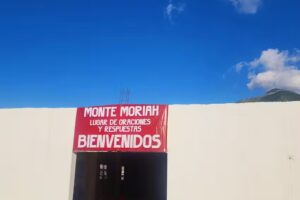 MONTE MORIAH
LUGAR DE ORACIONES
Y RESPUESTAS
BIENVENIDOS